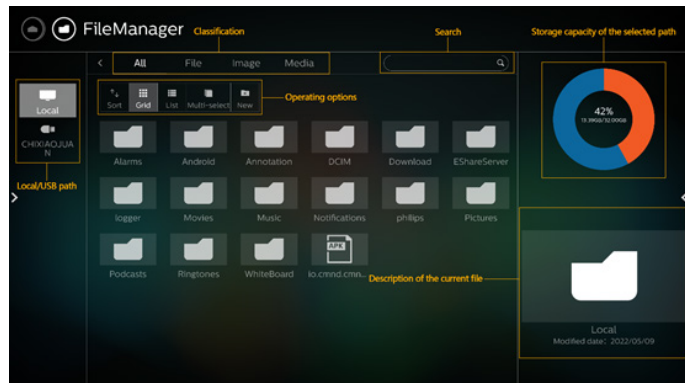 FileManager
Classification
Search
Storage capacity of the selected path
All File Image Media
Sort Grid List Multi-select New
Operating options
Local
CHIXIAOJUA
N
Local/USB path
42%
Alarms Android Annotation DCIM Download EShareServer
logger Movies Music Notifications philips Pictures
APK
Podcasts Ringtones WhiteBoard io.cmnd.cmn...
Description of the current file
Local
Modified date: 2022/05/09